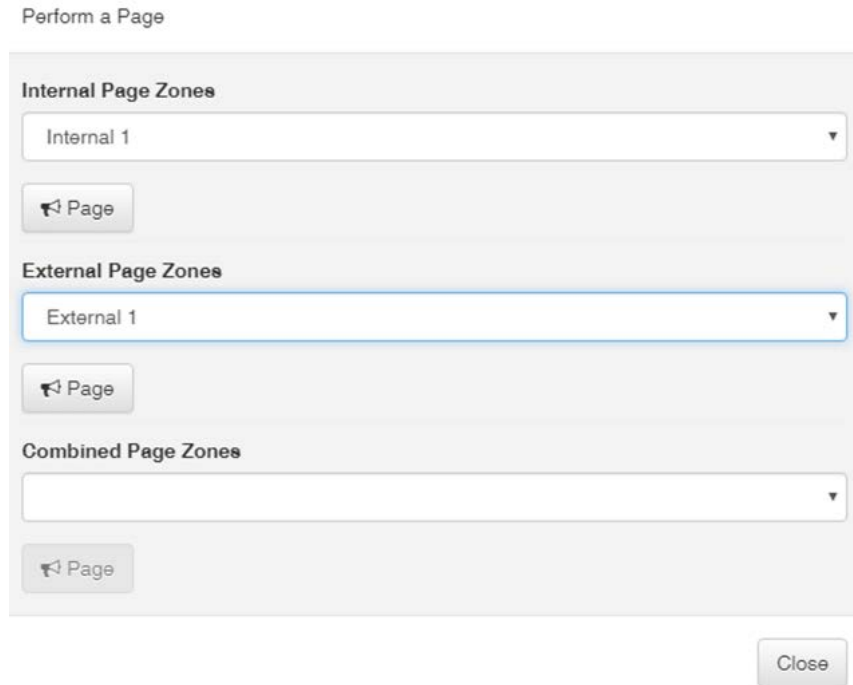 Perform a Page
Internal Page Zones
Internal 1
Page
External Page Zones
External 1
Page
Combined Page Zones
Page
Close